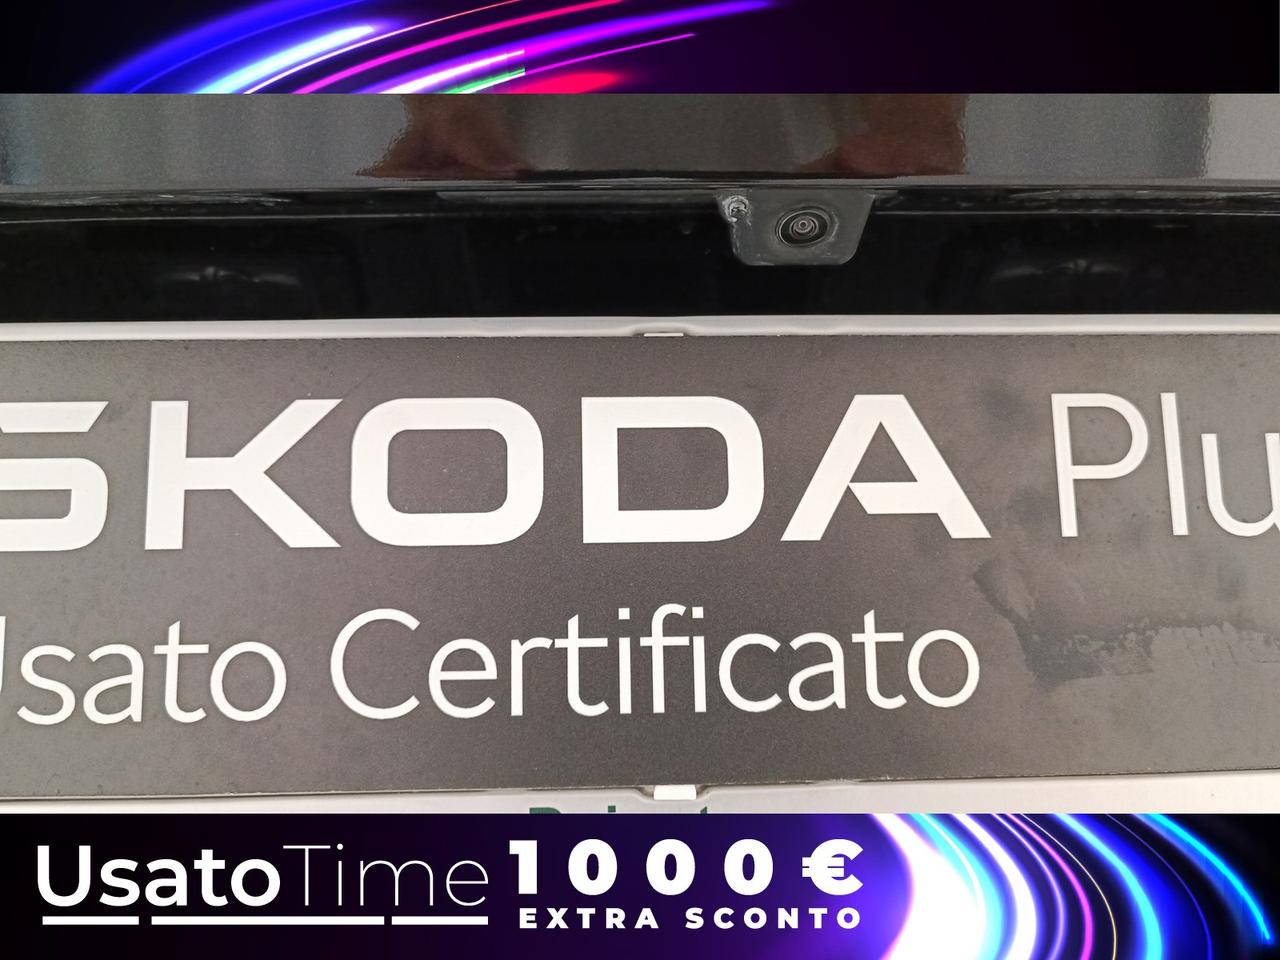 SKODA Plu
Usato Certificato
UsatoTime 1000€
EXTRA SCONTO